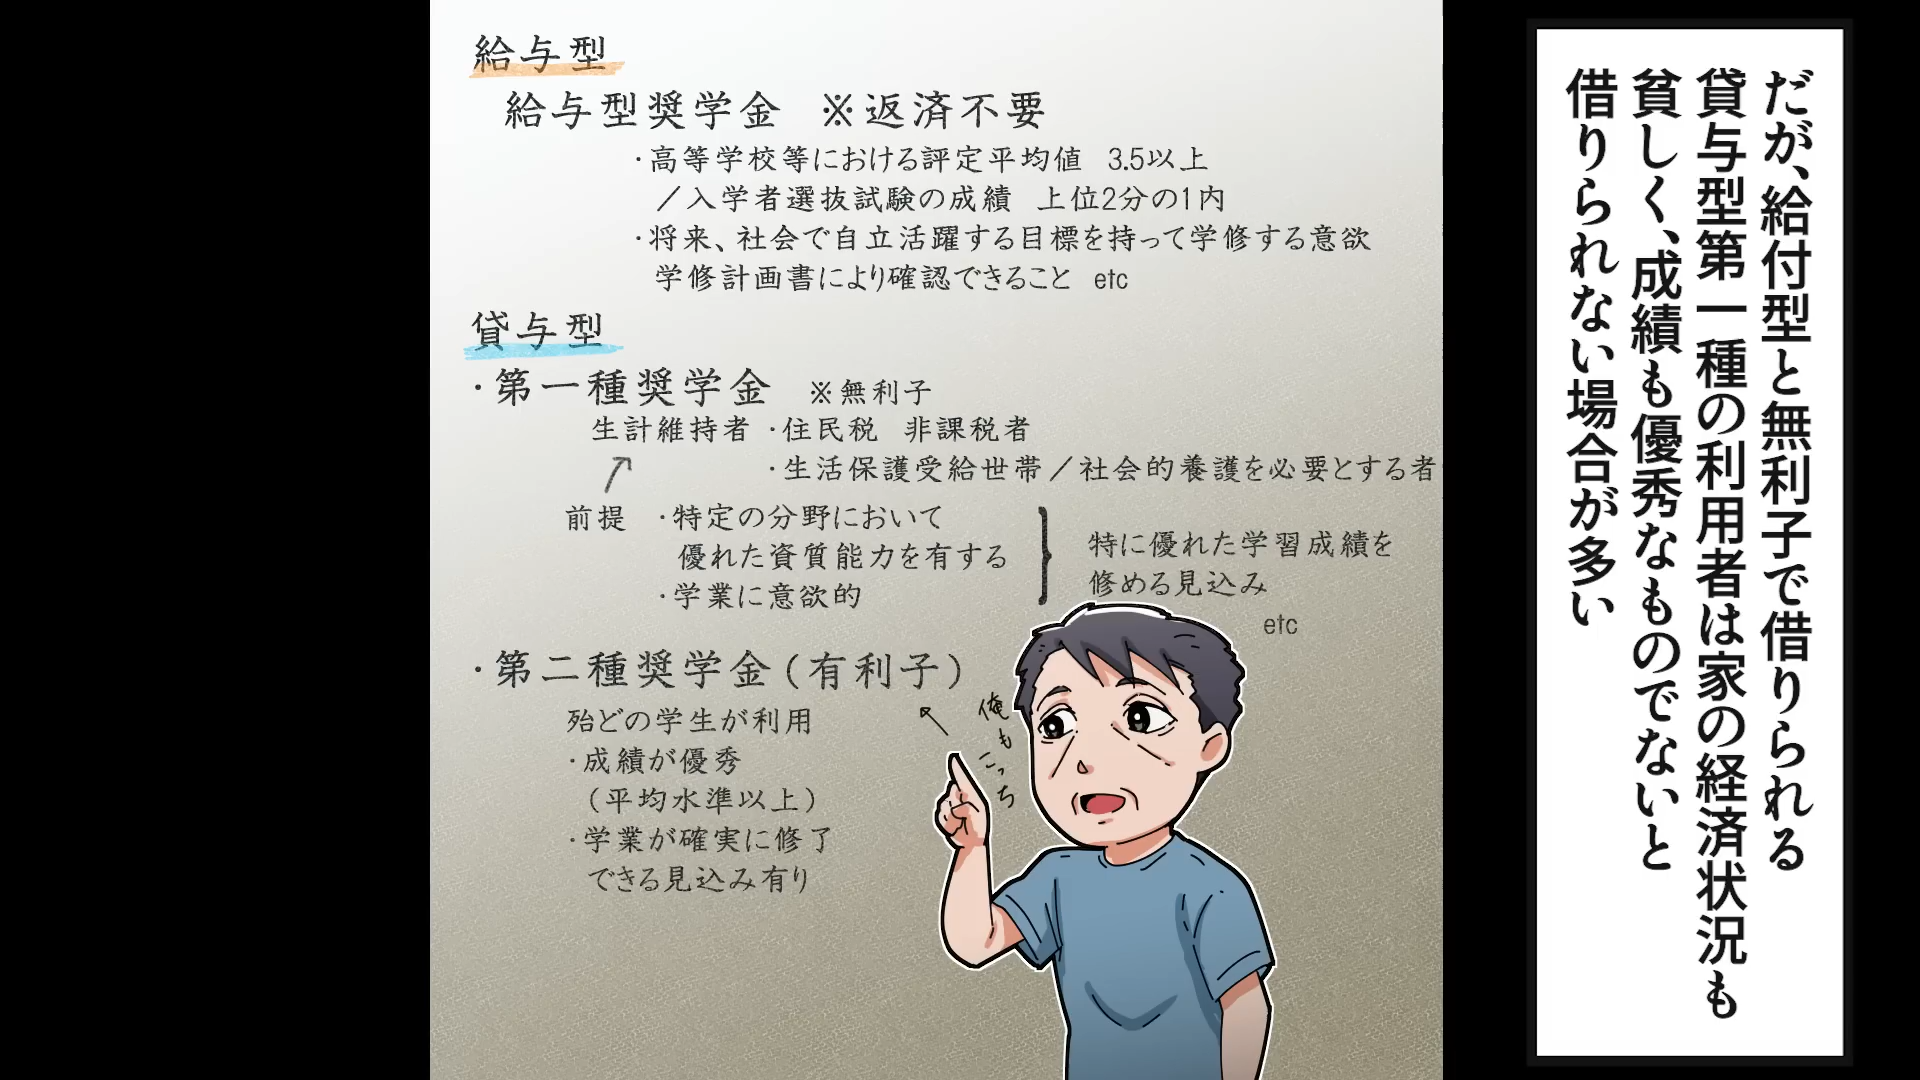 給与型
給与型奨学金　※返済不要
・高等学校等における評定平均値　3.5以上
／入学者選抜試験の成績　上位2分の1内
・将来、社会で自立活躍する目標を持って学修する意欲
学修計画書により確認できること　etc
貸与型
・第一種奨学金　※無利子
生計維持者・住民税　非課税者
・生活保護受給世帯／社会的養護を必要とする者
前提　・特定の分野において
優れた資質能力を有する
・学業に意欲的
特に優れた学習成績を
修める見込み
etc
・第二種奨学金(有利子)
殆どの学生が利用
・成績が優秀
(平均水準以上)
・学業が確実に修了
できる見込み有り
俺もこっち
だが、給付型と無利子で借りられる
貸与型第一種の利用者は家の経済状況も
貧しく、成績も優秀なものでないと
借りられない場合が多い